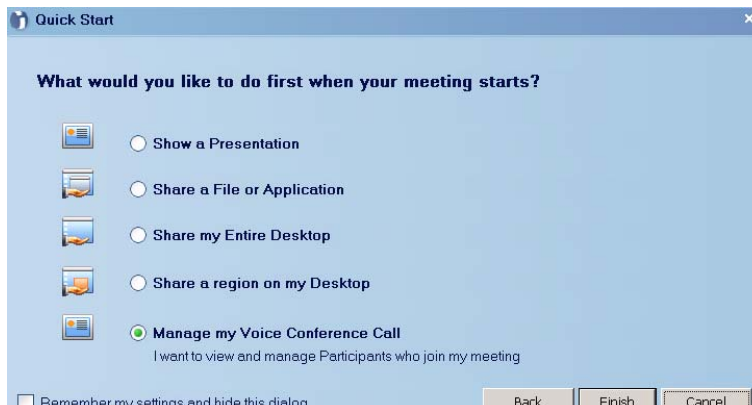 Quick Start
What would you like to do first when your meeting starts?
Show a Presentation
Share a File or Application
Share my Entire Desktop
Share a region on my Desktop
Manage my Voice Conference Call
I want to view and manage Participants who join my meeting
Remember my settings and hide this dialog
Back Finish Cancel